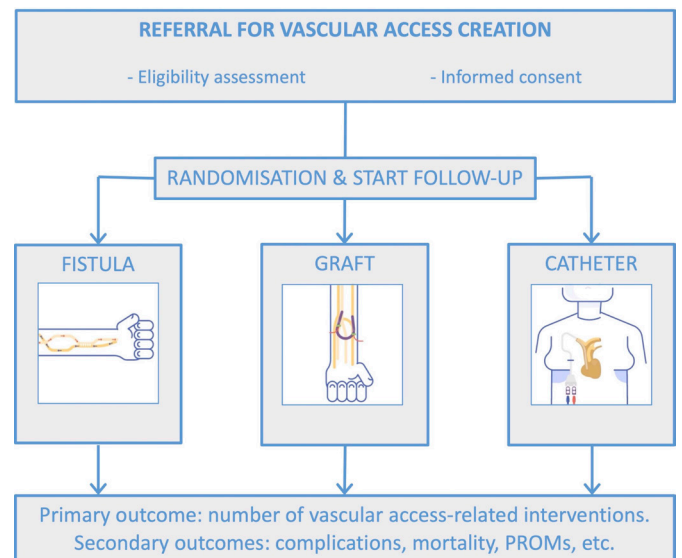 REFERRAL FOR VASCULAR ACCESS CREATION
- Eligibility assessment - Informed consent
RANDOMISATION & START FOLLOW-UP
FISTULA GRAFT CATHETER
Primary outcome: number of vascular access-related interventions.
Secondary outcomes: complications, mortality, PROMs, etc.